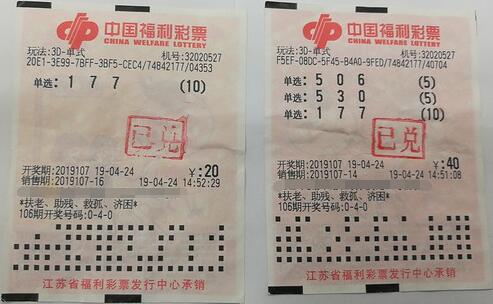 中国福利彩票
CHINA WELFARE LOTTERY
玩法:3D-单式 机号:32020527
20E1-3E99-7BFF-3BF5-CEC4/74842177/04353
单选: 1 7 7 (10)
已兑
开奖期:2019107 19-04-24 ¥:20
销售期:2019107-16 19-04-24 14:52:29
*扶老、助残、救孤、济困*
106期开奖号码:0-4-0
江苏省福利彩票发行中心承销
中国福利彩票
CHINA WELFARE LOTTERY
玩法:3D-单式 机号:32020527
F5EF-08DC-5F45-B4A0-9FED/74842177/40704
单选: 5 0 6 (5)
单选: 5 3 0 (5)
单选: 1 7 7 (10)
已兑
开奖期:2019107 19-04-24 ¥:40
销售期:2019107-14 19-04-24 14:51:08
*扶老、助残、救孤、济困*
106期开奖号码:0-4-0
江苏省福利彩票发行中心承销